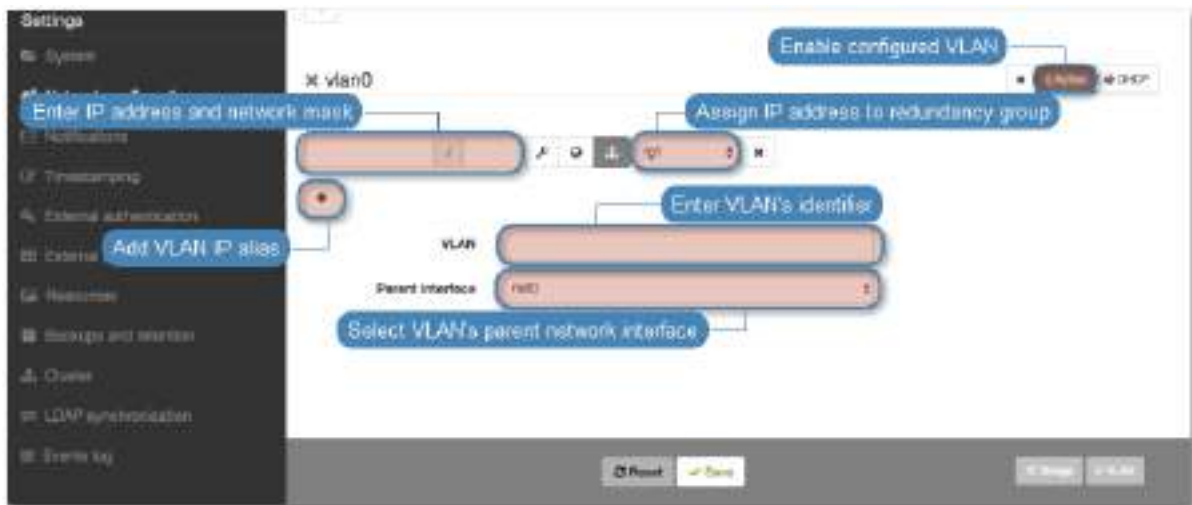 Settings
System
Enable configured VLAN
vlan0
DHCP
Enter IP address and network mask
Assign IP address to redundancy group
Notifications
Timestamping
External authentication
Enter VLAN's identifier
External
Add VLAN IP alias
VLAN
Resources
Parent interface
Select VLAN's parent network interface
Backups and retention
Cluster
LDAP synchronization
Events log
Reset
Save